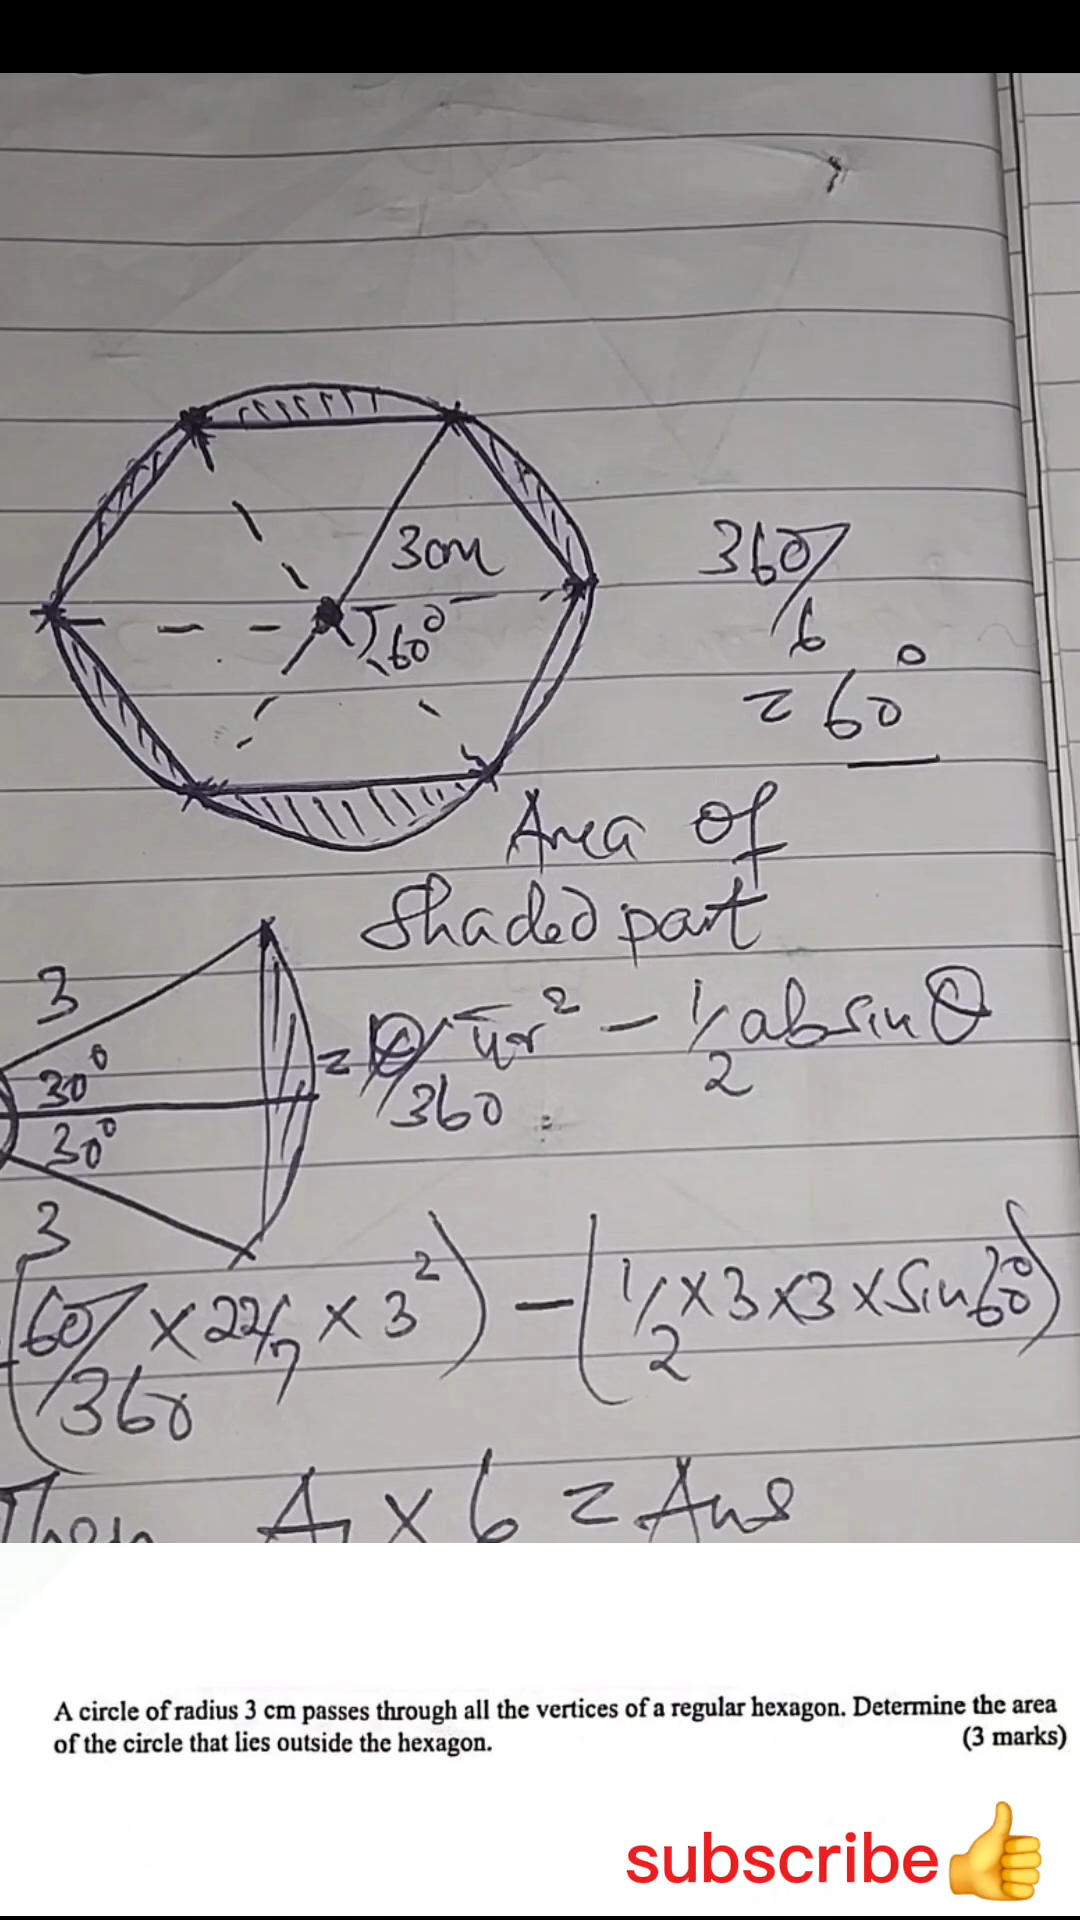 3cm
60°
360/6
= 60°
Area of
shaded part
3
30°
30°
3
= θ/360 πr² - 1/2 ab sin θ
(60/360 × 22/7 × 3²) - (1/2 × 3 × 3 × Sin 60°)
Then A₁ × 6 = Ans
A circle of radius 3 cm passes through all the vertices of a regular hexagon. Determine the area
of the circle that lies outside the hexagon. (3 marks)
subscribe